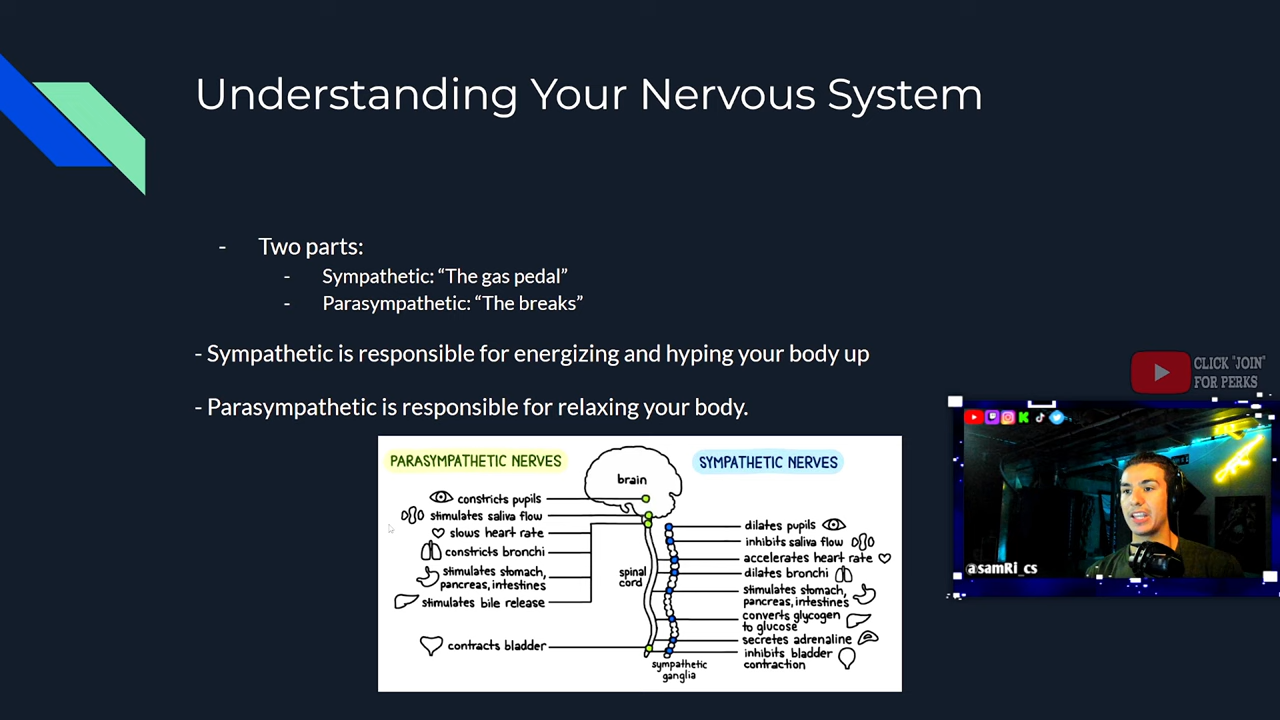 Understanding Your Nervous System
- Two parts:
- Sympathetic: “The gas pedal”
- Parasympathetic: “The breaks”
- Sympathetic is responsible for energizing and hyping your body up
- Parasympathetic is responsible for relaxing your body.
CLICK "JOIN"
FOR PERKS
@samRi_cs
PARASYMPATHETIC NERVES
constricts pupils
stimulates saliva flow
slows heart rate
constricts bronchi
stimulates stomach,
pancreas, intestines
stimulates bile release
contracts bladder
brain
spinal
cord
sympathetic
ganglia
SYMPATHETIC NERVES
dilates pupils
inhibits saliva flow
accelerates heart rate
dilates bronchi
stimulates stomach,
pancreas, intestines
converts glycogen
to glucose
secretes adrenaline
inhibits bladder
contraction